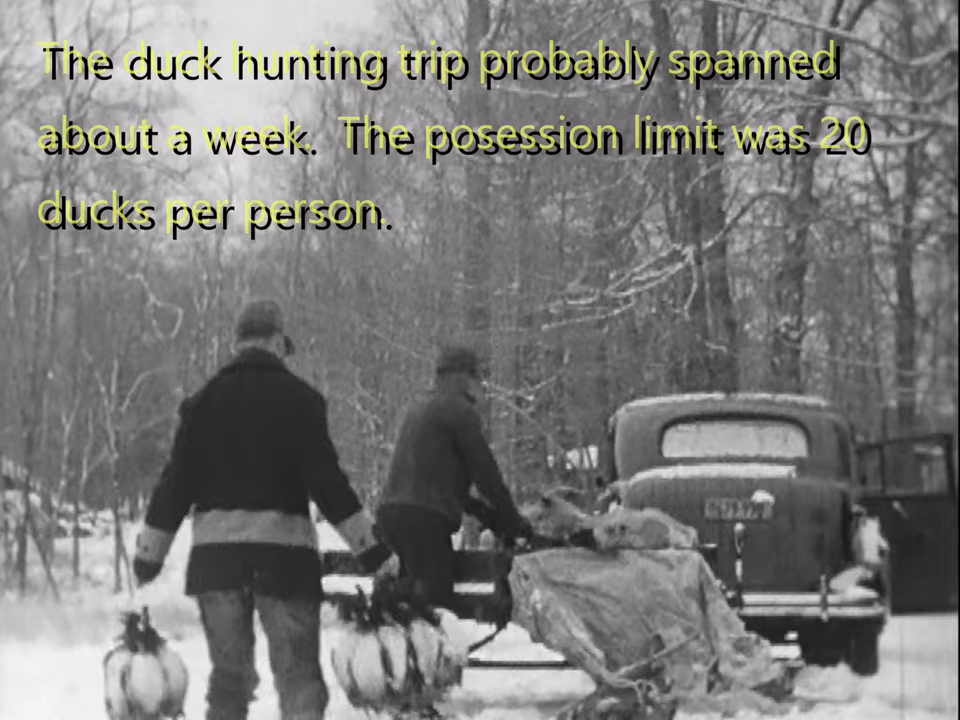 The duck hunting trip probably spanned
about a week.  The posession limit was 20
ducks per person.